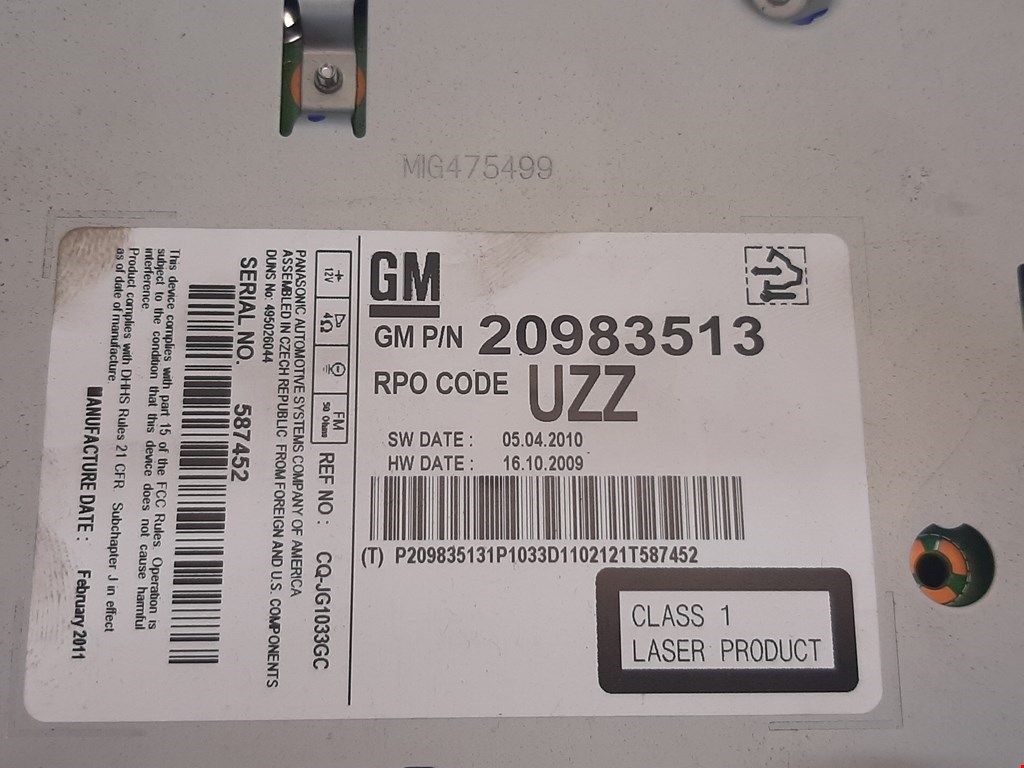 MIG475499
GM
GM P/N 20983513
RPO CODE UZZ
SW DATE : 05.04.2010
HW DATE : 16.10.2009
(T) P209835131P1033D1102121T587452
CLASS 1
LASER PRODUCT
+ 12V
4Ω
FM 50 Ohms
REF NO : CQ-JG1033GC
PANASONIC AUTOMOTIVE SYSTEMS COMPANY OF AMERICA
ASSEMBLED IN CZECH REPUBLIC FROM FOREIGN AND U.S. COMPONENTS
DUNS No: 495026044
SERIAL NO. 587452
This device complies with part 15 of the FCC Rules. Operation is
subject to the condition that this device does not cause harmful
interference.
Product complies with DHHS Rules 21 CFR. Subchapter J in effect
as of date of manufacture.
MANUFACTURE DATE : February 2011